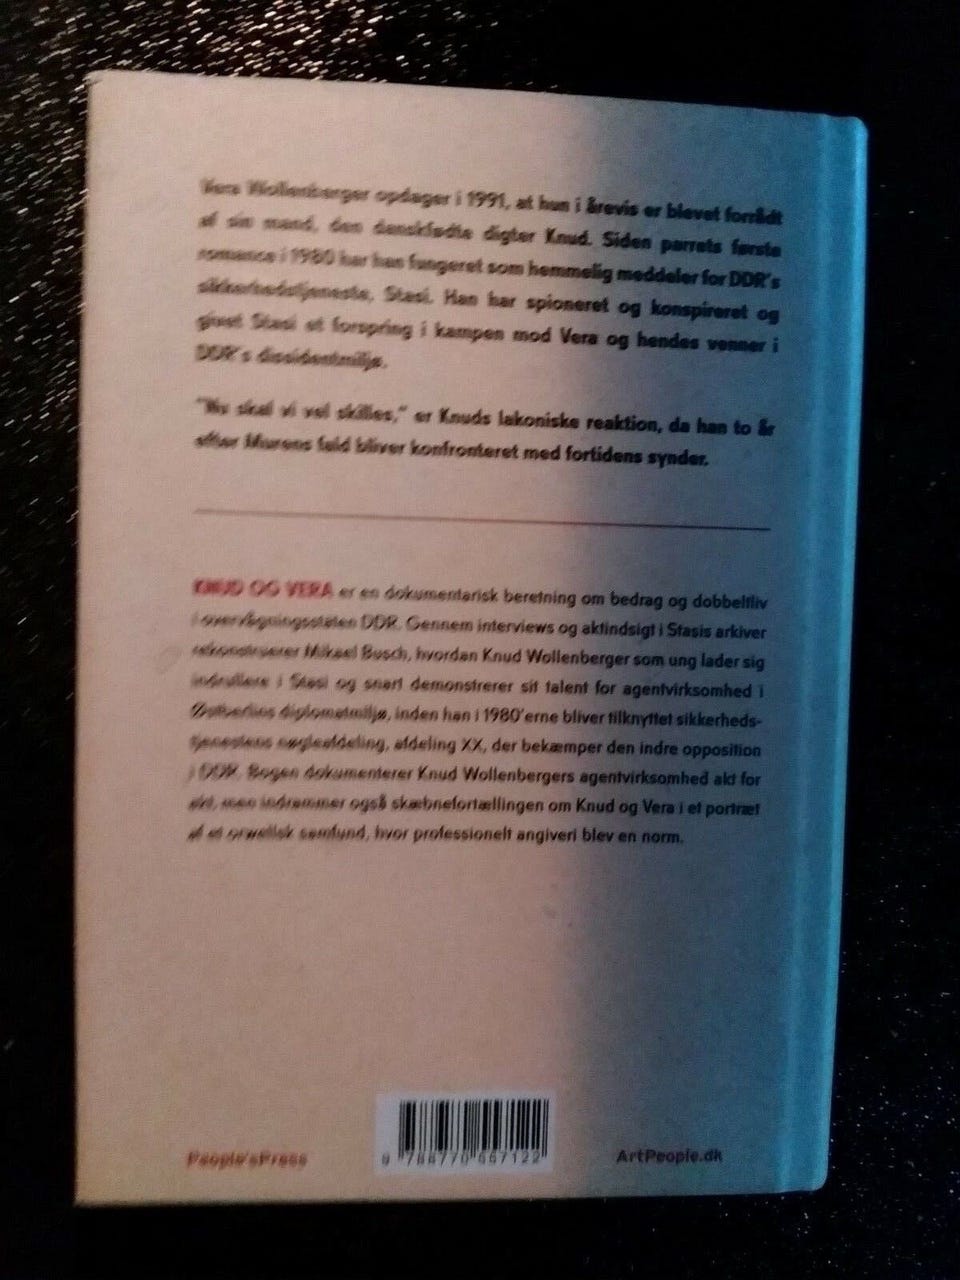 Vera Wollenberger opdager i 1991, at hun i årevis er blevet forrådt
af sin mand, den danskfødte digter Knud. Siden parrets første
romance i 1980 har han fungeret som hemmelig meddeler for DDR's
sikkerhedstjeneste, Stasi. Han har spioneret og konspireret og
givet Stasi et forspring i kampen mod Vera og hendes venner i
DDR's dissidentmiljø.
"Nu skal vi vel skilles," er Knuds lakoniske reaktion, da han to år
efter Murens fald bliver konfronteret med fortidens synder.
KNUD OG VERA er en dokumentarisk beretning om bedrag og dobbeltliv
i overvågningsstaten DDR. Gennem interviews og aktindsigt i Stasis arkiver
rekonstruerer Mikael Busch, hvordan Knud Wollenberger som ung lader sig
indrullere i Stasi og snart demonstrerer sit talent for agentvirksomhed i
Østberlins diplomatmiljø, inden han i 1980'erne bliver tilknyttet sikkerheds-
tjenestens nøgleafdeling, afdeling XX, der bekæmper den indre opposition
i DDR. Bogen dokumenterer Knud Wollenbergers agentvirksomhed akt for
akt, men indrammer også skæbnefortællingen om Knud og Vera i et portræt
af et orwellsk samfund, hvor professionelt angiveri blev en norm.
People'sPress
9 788770 557122
ArtPeople.dk